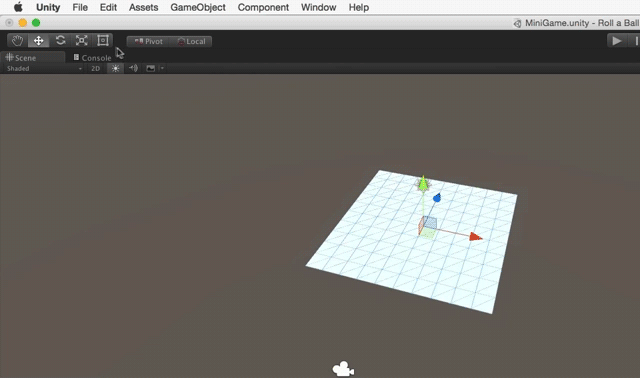 Unity File Edit Assets GameObject Component Window Help
MiniGame.unity - Roll a Ball
Pivot Local
Scene Console
Shaded 2D